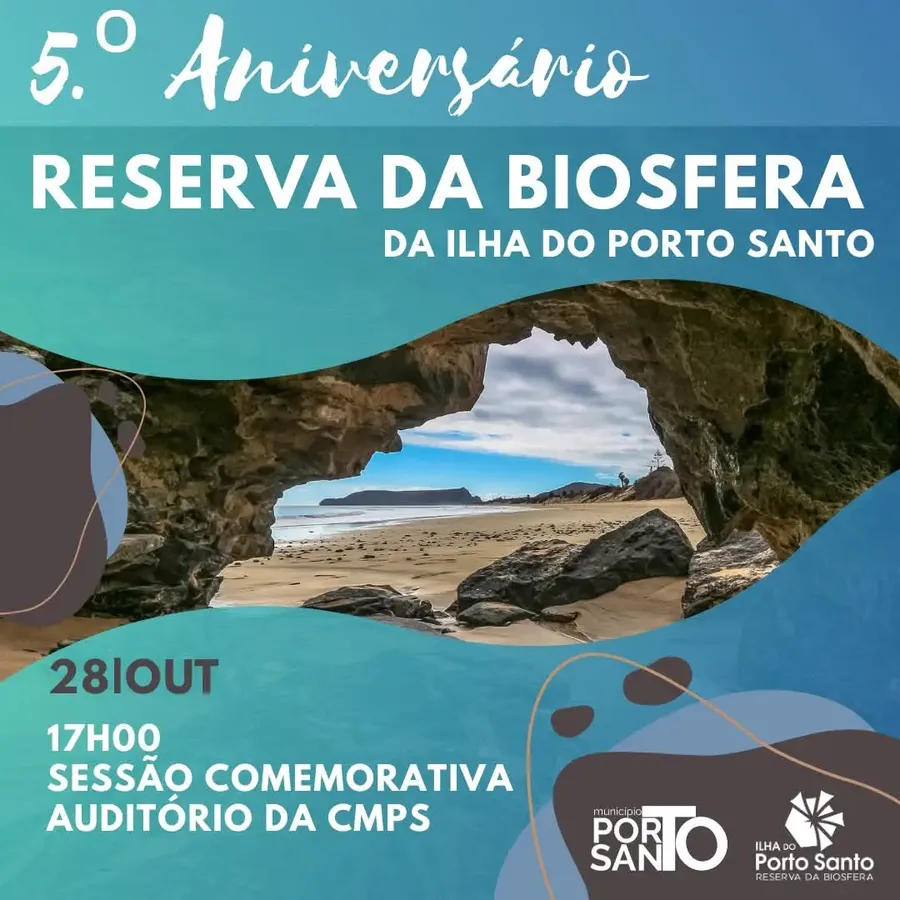 5.º Aniversário
RESERVA DA BIOSFERA
DA ILHA DO PORTO SANTO
28|OUT
17H00
SESSÃO COMEMORATIVA
AUDITÓRIO DA CMPS
município
PORTO
SANTO
ILHA DO
Porto Santo
RESERVA DA BIOSFERA